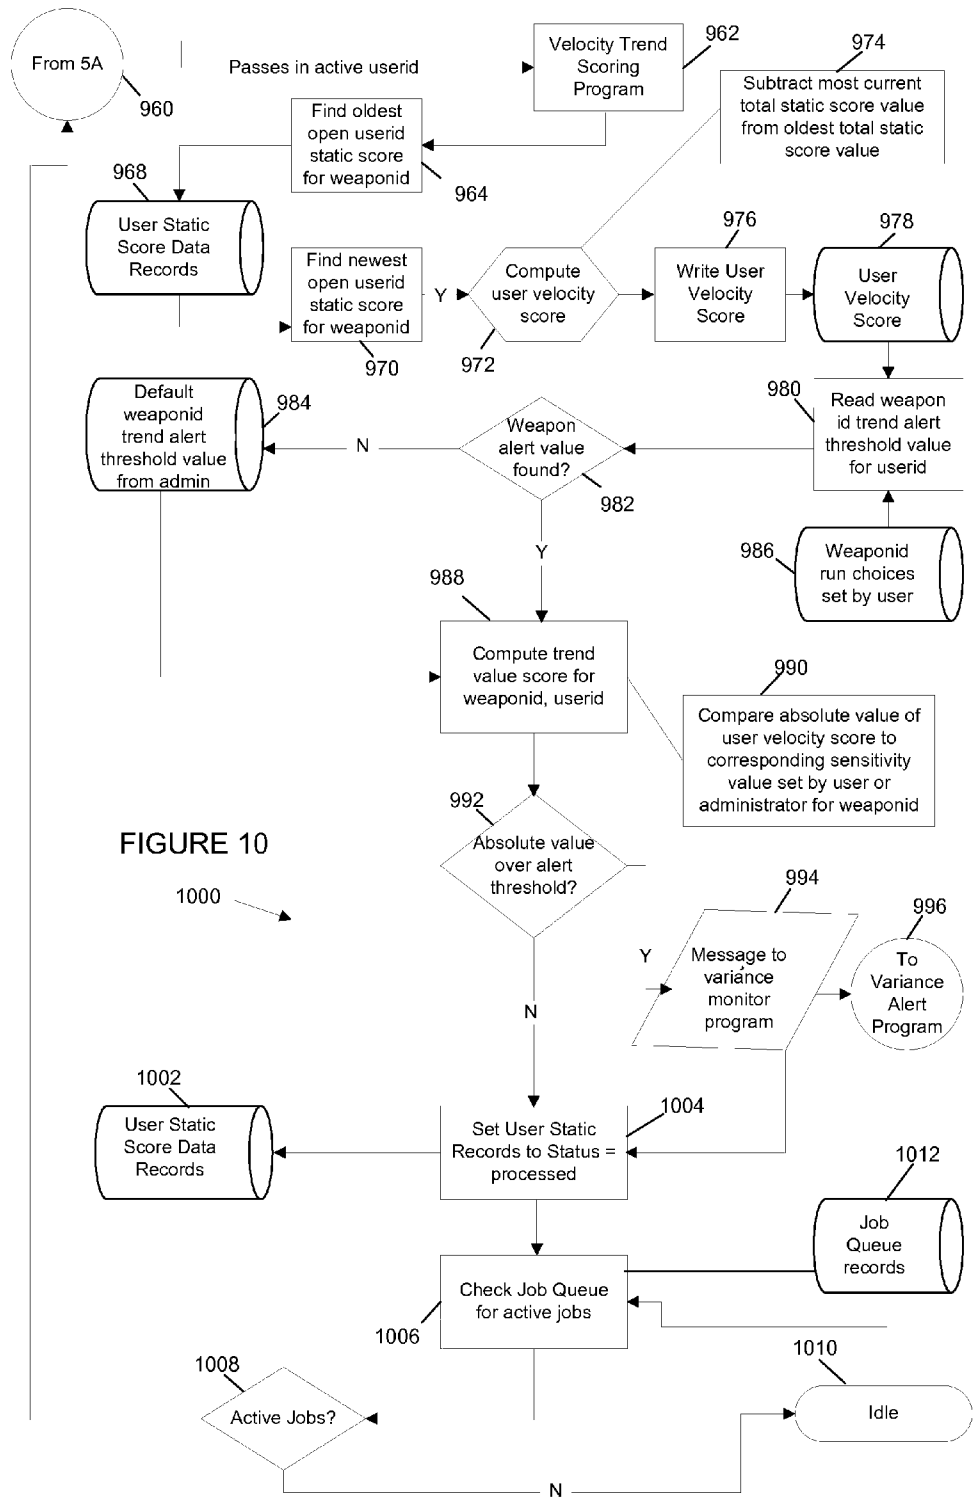 From 5A
960
Passes in active userid
Velocity Trend
Scoring
Program
962
974
Subtract most current
total static score value
from oldest total static
score value
Find oldest
open userid
static score
for weaponid
964
968
User Static
Score Data
Records
Find newest
open userid
static score
for weaponid
970
Y
Compute
user velocity
score
972
976
Write User
Velocity
Score
978
User
Velocity
Score
Default
weaponid
trend alert
threshold value
from admin
984
N
Weapon
alert value
found?
982
980
Read weapon
id trend alert
threshold value
for userid
Y
986
Weaponid
run choices
set by user
988
Compute trend
value score for
weaponid, userid
990
Compare absolute value of
user velocity score to
corresponding sensitivity
value set by user or
administrator for weaponid
992
Absolute value
over alert
threshold?
FIGURE 10
1000
994
Y
Message to
variance
monitor
program
996
To
Variance
Alert
Program
N
1002
User Static
Score Data
Records
1004
Set User Static
Records to Status =
processed
1012
Job
Queue
records
Check Job Queue
for active jobs
1006
1008
Active Jobs?
1010
Idle
N